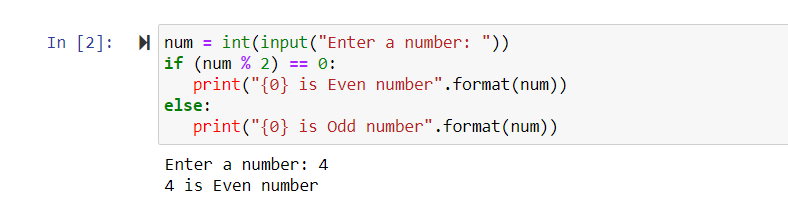 In [2]: num = int(input("Enter a number: "))
if (num % 2) == 0:
   print("{0} is Even number".format(num))
else:
   print("{0} is Odd number".format(num))
Enter a number: 4
4 is Even number